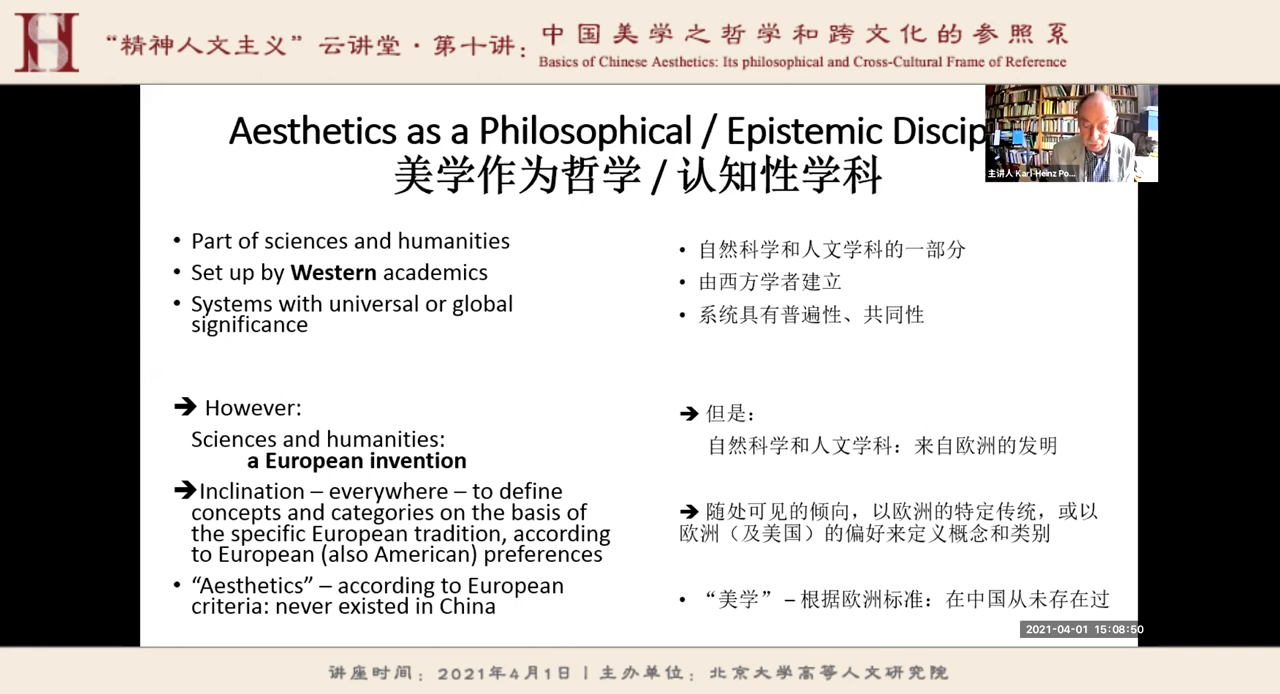 “精神人文主义”云讲堂·第十讲：
中国美学之哲学和跨文化的参照系
Basics of Chinese Aesthetics: Its philosophical and Cross-Cultural Frame of Reference
Aesthetics as a Philosophical / Epistemic Discip
美学作为哲学 / 认知性学科
主讲人 Karl-Heinz Po...
• Part of sciences and humanities
• Set up by Western academics
• Systems with universal or global
significance
➔ However:
Sciences and humanities:
a European invention
➔Inclination – everywhere – to define
concepts and categories on the basis of
the specific European tradition, according
to European (also American) preferences
• “Aesthetics” – according to European
criteria: never existed in China
• 自然科学和人文学科的一部分
• 由西方学者建立
• 系统具有普遍性、共同性
➔ 但是：
自然科学和人文学科：来自欧洲的发明
➔ 随处可见的倾向，以欧洲的特定传统，或以
欧洲（及美国）的偏好来定义概念和类别
• “美学” – 根据欧洲标准：在中国从未存在过
2021-04-01 15:08:50
讲座时间：2021年4月1日 | 主办单位：北京大学高等人文研究院